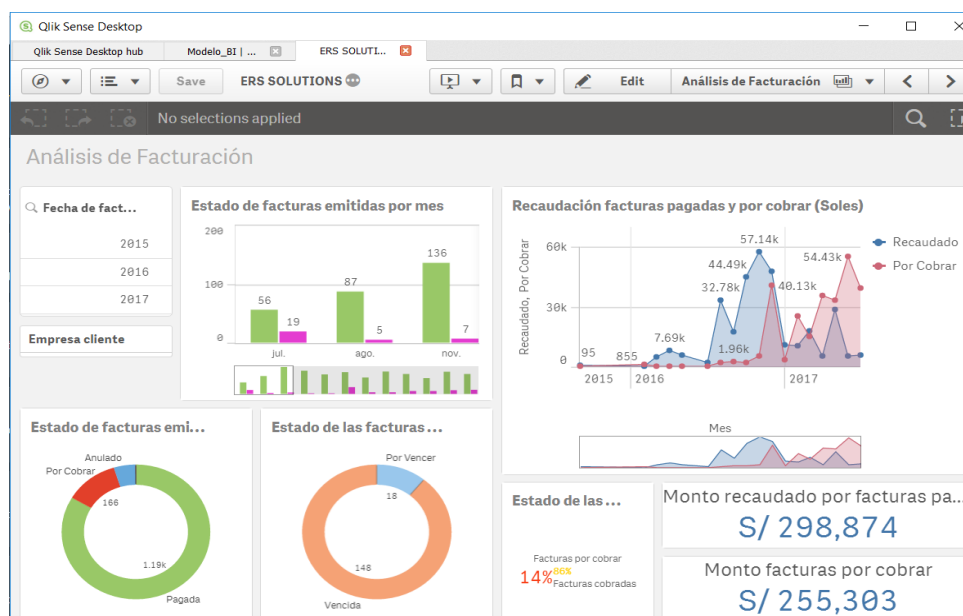 Qlik Sense Desktop
Qlik Sense Desktop hub
Modelo_BI | ...
ERS SOLUTI...
Save
ERS SOLUTIONS
Edit
Análisis de Facturación
No selections applied
Análisis de Facturación
Fecha de fact...
2015
2016
2017
Empresa cliente
Estado de facturas emitidas por mes
200
100
0
56
19
87
5
136
7
jul.
ago.
nov.
Recaudación facturas pagadas y por cobrar (Soles)
Recaudado, Por Cobrar
60k
30k
0
95
855
7.69k
32.78k
44.49k
57.14k
1.96k
40.13k
54.43k
2015
2016
2017
Mes
Recaudado
Por Cobrar
Estado de facturas emi...
Anulado
Por Cobrar
166
1.19k
Pagada
Estado de las facturas ...
Por Vencer
18
148
Vencida
Estado de las ...
Facturas por cobrar
14% 86%
Facturas cobradas
Monto recaudado por facturas pa...
S/ 298,874
Monto facturas por cobrar
S/ 255,303